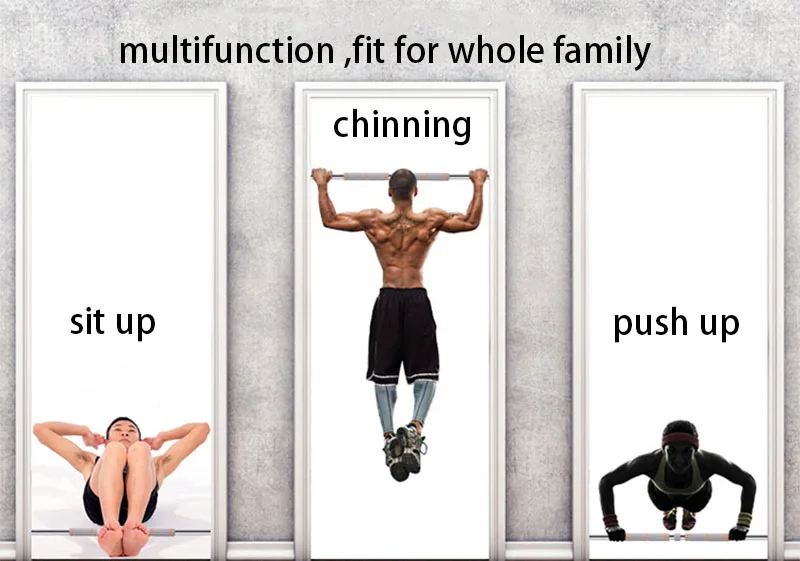 multifunction ,fit for whole family
chinning
sit up
push up